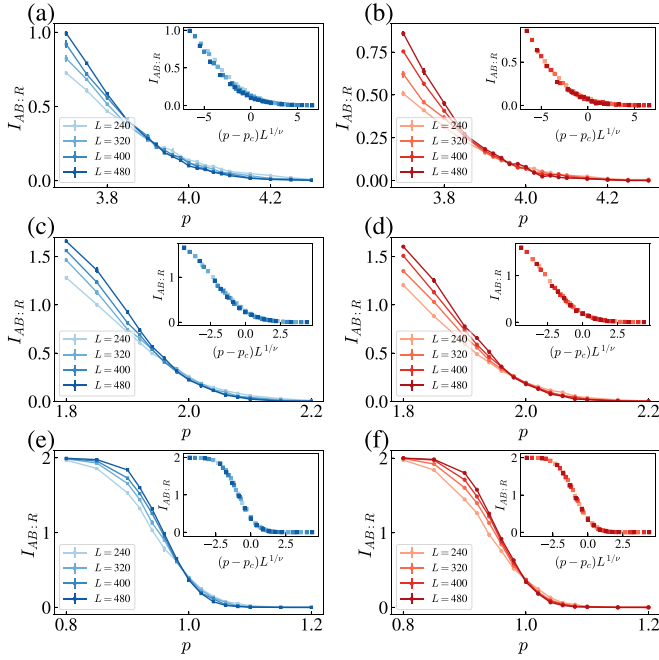 (a)
1.0
0.5
0.0
I_{AB:R}
3.8
4.0
4.2
p
L = 240
L = 320
L = 400
L = 480
1.0
0.5
0.0
I_{AB:R}
−5
0
5
(p − p_c)L^{1/ν}
(b)
0.75
0.50
0.25
0.00
I_{AB:R}
3.8
4.0
4.2
p
L = 240
L = 320
L = 400
L = 480
1.0
0.5
0.0
I_{AB:R}
−5
0
5
(p − p_c)L^{1/ν}
(c)
1.5
1.0
0.5
0.0
I_{AB:R}
1.8
2.0
2.2
p
L = 240
L = 320
L = 400
L = 480
1
0
I_{AB:R}
−2.5
0.0
2.5
(p − p_c)L^{1/ν}
(d)
1.5
1.0
0.5
0.0
I_{AB:R}
1.8
2.0
2.2
p
L = 240
L = 320
L = 400
L = 480
1
0
I_{AB:R}
−2.5
0.0
2.5
(p − p_c)L^{1/ν}
(e)
2
1
0
I_{AB:R}
0.8
1.0
1.2
p
L = 240
L = 320
L = 400
L = 480
2
1
0
I_{AB:R}
−2.5
0.0
2.5
(p − p_c)L^{1/ν}
(f)
2
1
0
I_{AB:R}
0.8
1.0
1.2
p
L = 240
L = 320
L = 400
L = 480
2
1
0
I_{AB:R}
−2.5
0.0
2.5
(p − p_c)L^{1/ν}